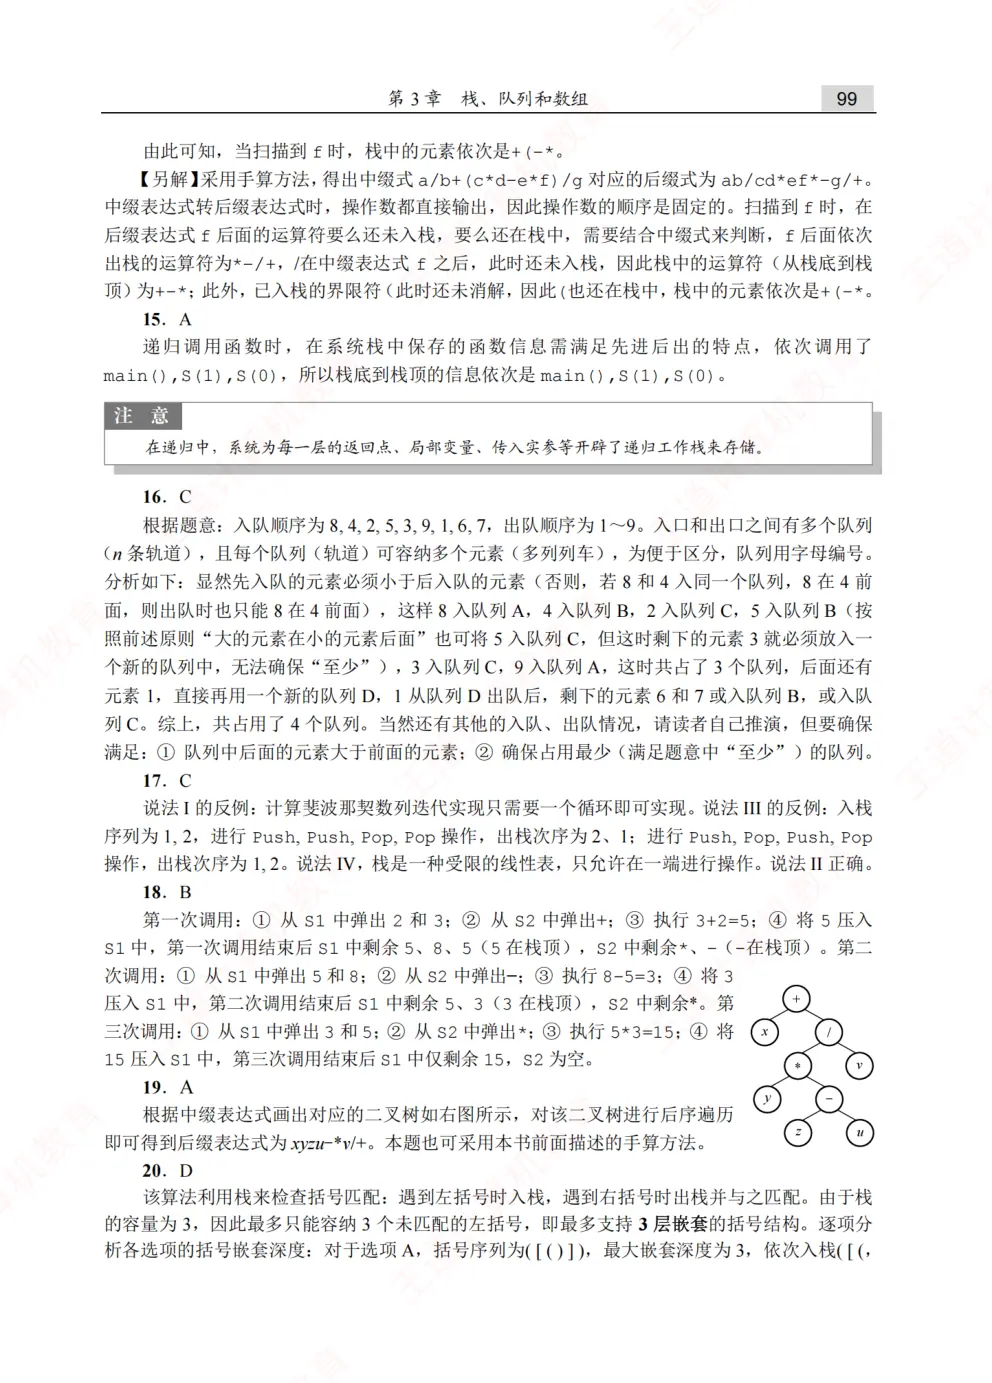 第 3 章 栈、队列和数组 99
由此可知，当扫描到 f 时，栈中的元素依次是+(-*。
【另解】采用手算方法，得出中缀式 a/b+(c*d-e*f)/g 对应的后缀式为 ab/cd*ef*-g/+。
中缀表达式转后缀表达式时，操作数都直接输出，因此操作数的顺序是固定的。扫描到 f 时，在
后缀表达式 f 后面的运算符要么还未入栈，要么还在栈中，需要结合中缀式来判断，f 后面依次
出栈的运算符为*-/+，/在中缀表达式 f 之后，此时还未入栈，因此栈中的运算符（从栈底到栈
顶）为+-*；此外，已入栈的界限符(此时还未消解，因此(也还在栈中，栈中的元素依次是+(-*。
15．A
递归调用函数时，在系统栈中保存的函数信息需满足先进后出的特点，依次调用了
main(),S(1),S(0)，所以栈底到栈顶的信息依次是 main(),S(1),S(0)。
注 意
在递归中，系统为每一层的返回点、局部变量、传入实参等开辟了递归工作栈来存储。
16．C
根据题意：入队顺序为 8, 4, 2, 5, 3, 9, 1, 6, 7，出队顺序为 1～9。入口和出口之间有多个队列
（n 条轨道），且每个队列（轨道）可容纳多个元素（多列列车），为便于区分，队列用字母编号。
分析如下：显然先入队的元素必须小于后入队的元素（否则，若 8 和 4 入同一个队列，8 在 4 前
面，则出队时也只能 8 在 4 前面），这样 8 入队列 A，4 入队列 B，2 入队列 C，5 入队列 B（按
照前述原则“大的元素在小的元素后面”也可将 5 入队列 C，但这时剩下的元素 3 就必须放入一
个新的队列中，无法确保“至少”），3 入队列 C，9 入队列 A，这时共占了 3 个队列，后面还有
元素 1，直接再用一个新的队列 D，1 从队列 D 出队后，剩下的元素 6 和 7 或入队列 B，或入队
列 C。综上，共占用了 4 个队列。当然还有其他的入队、出队情况，请读者自己推演，但要确保
满足：① 队列中后面的元素大于前面的元素；② 确保占用最少（满足题意中“至少”）的队列。
17．C
说法 I 的反例：计算斐波那契数列迭代实现只需要一个循环即可实现。说法 III 的反例：入栈
序列为 1, 2，进行 Push, Push, Pop, Pop 操作，出栈次序为 2、1；进行 Push, Pop, Push, Pop
操作，出栈次序为 1, 2。说法 IV，栈是一种受限的线性表，只允许在一端进行操作。说法 II 正确。
18．B
第一次调用：① 从 S1 中弹出 2 和 3；② 从 S2 中弹出+；③ 执行 3+2=5；④ 将 5 压入
S1 中，第一次调用结束后 S1 中剩余 5、8、5（5 在栈顶），S2 中剩余*、-（-在栈顶）。第二
次调用：① 从 S1 中弹出 5 和 8；② 从 S2 中弹出-；③ 执行 8-5=3；④ 将 3
压入 S1 中，第二次调用结束后 S1 中剩余 5、3（3 在栈顶），S2 中剩余*。第
三次调用：① 从 S1 中弹出 3 和 5；② 从 S2 中弹出*；③ 执行 5*3=15；④ 将
15 压入 S1 中，第三次调用结束后 S1 中仅剩余 15，S2 为空。
19．A
根据中缀表达式画出对应的二叉树如右图所示，对该二叉树进行后序遍历
即可得到后缀表达式为 xyzu-*v/+。本题也可采用本书前面描述的手算方法。
+
x /
* v
y -
z u
20．D
该算法利用栈来检查括号匹配：遇到左括号时入栈，遇到右括号时出栈并与之匹配。由于栈
的容量为 3，因此最多只能容纳 3 个未匹配的左括号，即最多支持 3 层嵌套的括号结构。逐项分
析各选项的括号嵌套深度：对于选项 A，括号序列为( [ ( ) ] )，最大嵌套深度为 3，依次入栈( [ (，